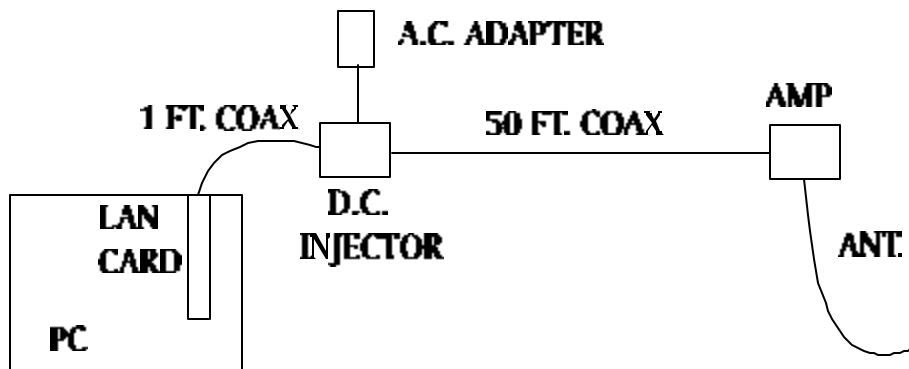 A.C. ADAPTER
AMP
1 FT. COAX
50 FT. COAX
D.C.
INJECTOR
LAN
CARD
ANT.
PC